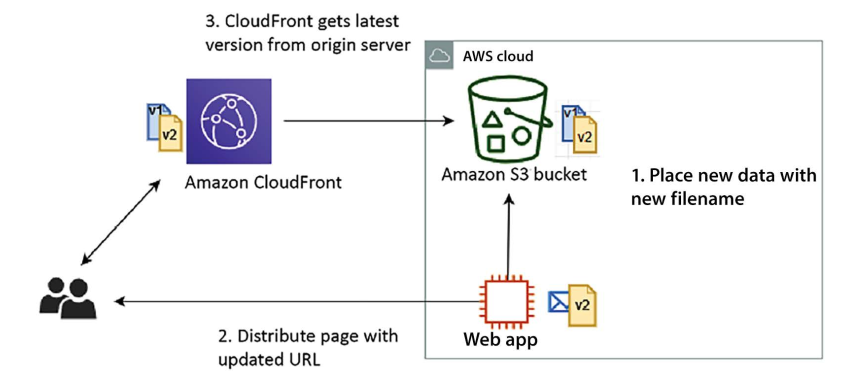 3. CloudFront gets latest
version from origin server
AWS cloud
v1
v2
v1
v2
Amazon CloudFront
Amazon S3 bucket
1. Place new data with
new filename
v2
Web app
2. Distribute page with
updated URL